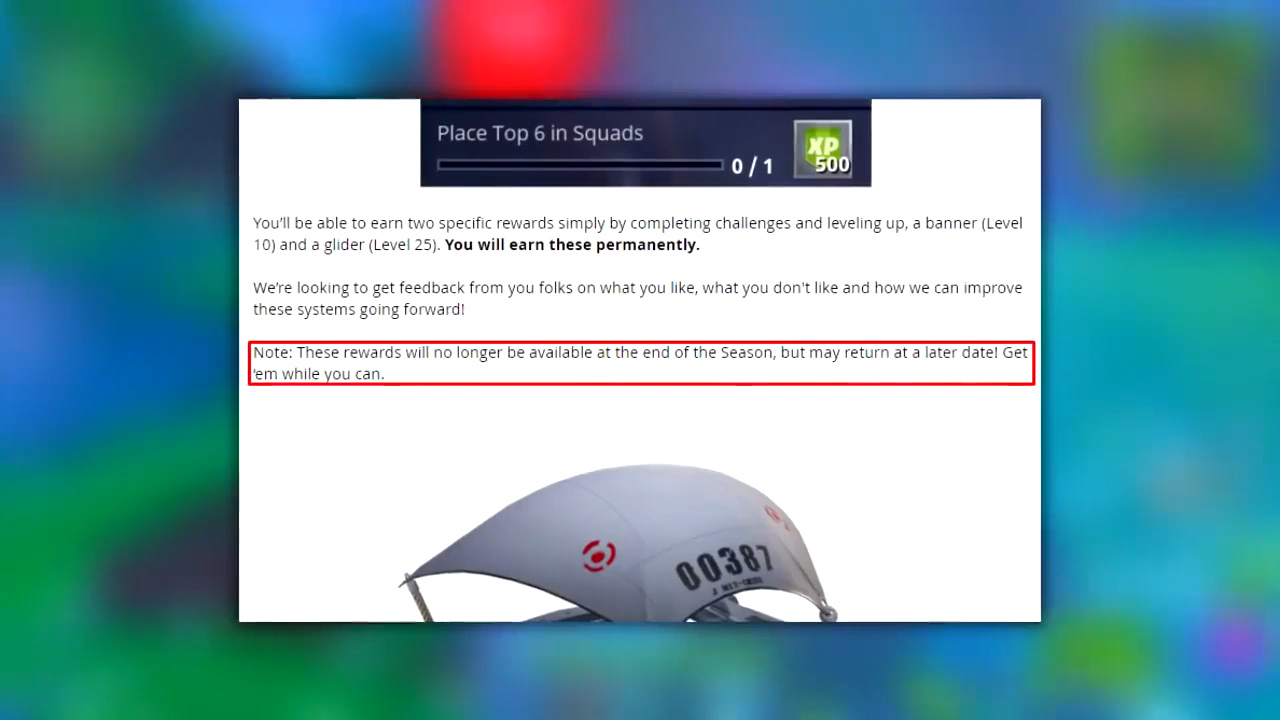 Place Top 6 in Squads
0 / 1
XP
500
You’ll be able to earn two specific rewards simply by completing challenges and leveling up, a banner (Level
10) and a glider (Level 25). You will earn these permanently.
We’re looking to get feedback from you folks on what you like, what you don't like and how we can improve
these systems going forward!
Note: These rewards will no longer be available at the end of the Season, but may return at a later date! Get
‘em while you can.
00387